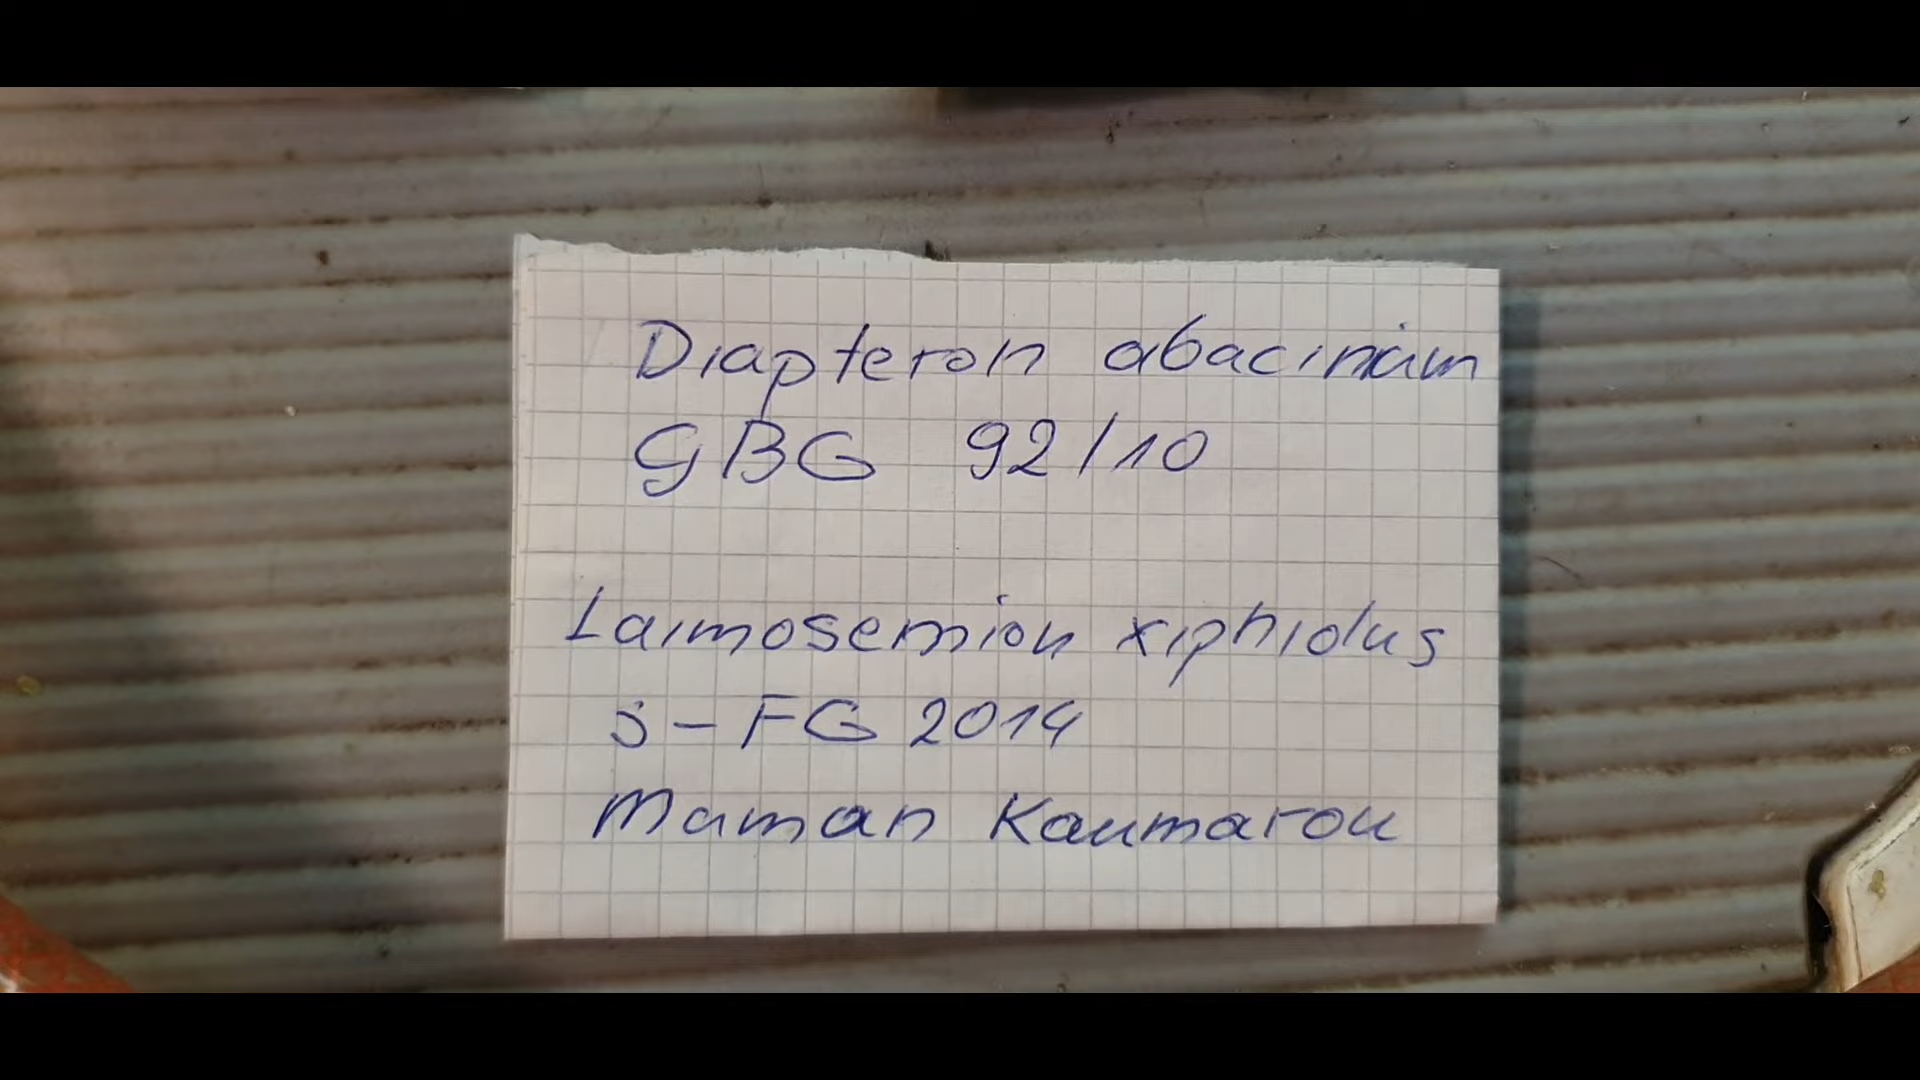 Diapteron abacinum
GBG 92/10
Laimosemion xiphidius
S-FG 2014
Maman Kaumarou